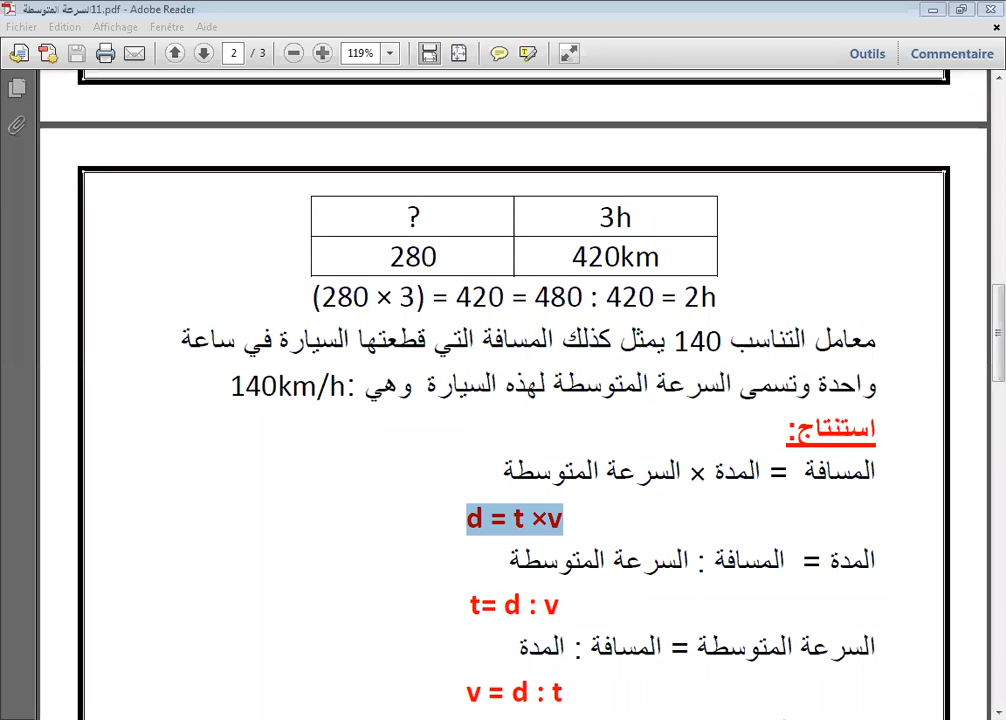 السرعة المتوسطة11.pdf - Adobe Reader
Fichier Edition Affichage Fenêtre Aide
2 / 3 119% Outils Commentaire
? 3h
280 420km
(280 × 3) = 420 = 480 : 420 = 2h
معامل التناسب 140 يمثل كذلك المسافة التي قطعتها السيارة في ساعة
واحدة وتسمى السرعة المتوسطة لهذه السيارة وهي :140km/h
استنتاج:
المسافة = المدة × السرعة المتوسطة
d = t ×v
المدة = المسافة : السرعة المتوسطة
t= d : v
السرعة المتوسطة = المسافة : المدة
v = d : t